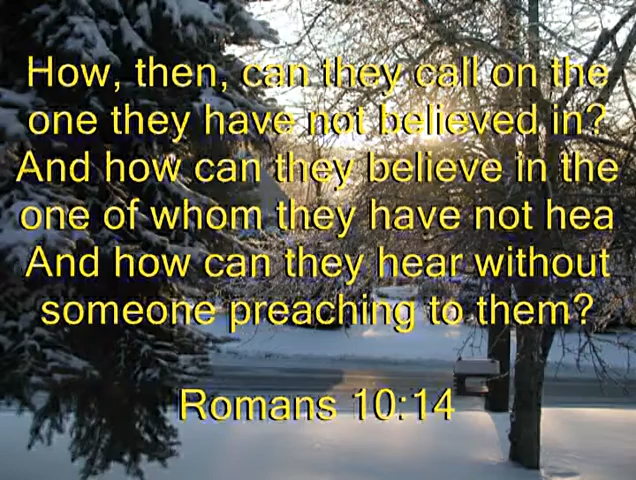 How, then, can they call on the
one they have not believed in?
And how can they believe in the
one of whom they have not hea
And how can they hear without
someone preaching to them?
Romans 10:14